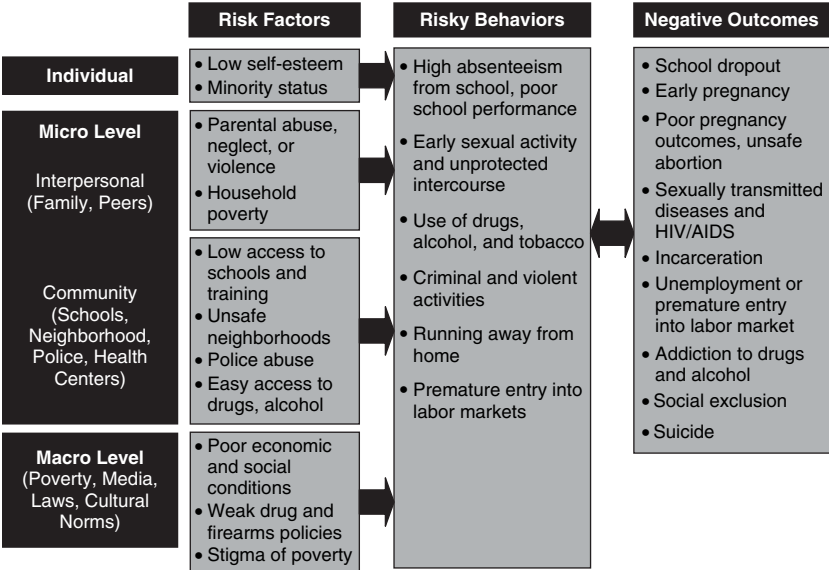 Risk Factors
Risky Behaviors
Negative Outcomes
Individual
• Low self-esteem
• Minority status
Micro Level
Interpersonal
(Family, Peers)
• Parental abuse,
neglect, or
violence
• Household
poverty
Community
(Schools,
Neighborhood,
Police, Health
Centers)
• Low access to
schools and
training
• Unsafe
neighborhoods
• Police abuse
• Easy access to
drugs, alcohol
Macro Level
(Poverty, Media,
Laws, Cultural
Norms)
• Poor economic
and social
conditions
• Weak drug and
firearms policies
• Stigma of poverty
• High absenteeism
from school, poor
school performance
• Early sexual activity
and unprotected
intercourse
• Use of drugs,
alcohol, and tobacco
• Criminal and violent
activities
• Running away from
home
• Premature entry into
labor markets
• School dropout
• Early pregnancy
• Poor pregnancy
outcomes, unsafe
abortion
• Sexually transmitted
diseases and
HIV/AIDS
• Incarceration
• Unemployment or
premature entry
into labor market
• Addiction to drugs
and alcohol
• Social exclusion
• Suicide